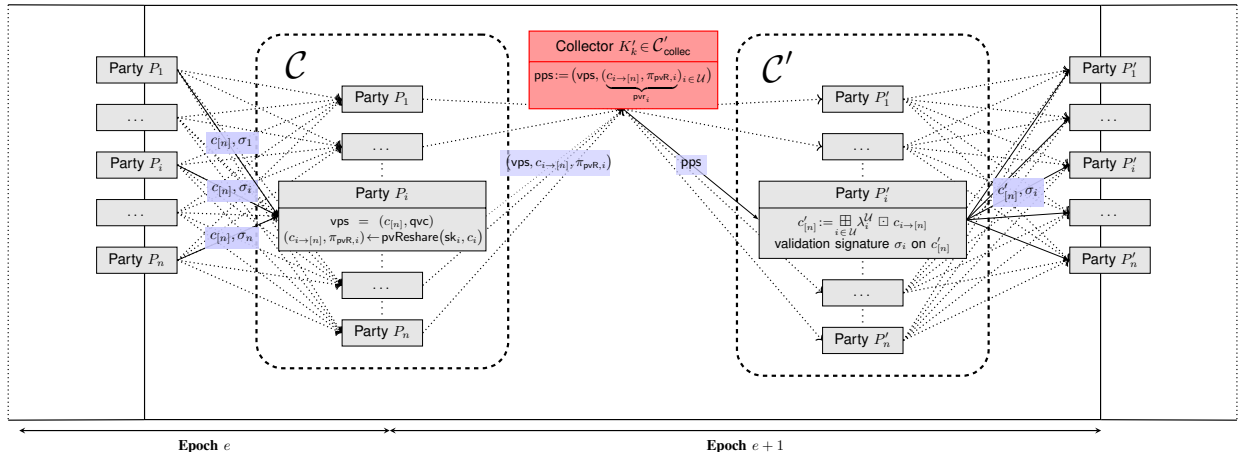 Collector K'_k ∈ C'_collec
pps:= (vps, (c_{i→[n]}, π_{pvR,i})_{i∈U})
pvr_i
C
C'
Party P_1
. . .
Party P_i
. . .
Party P_n
c_{[n]}, σ_1
c_{[n]}, σ_i
c_{[n]}, σ_n
Party P_1
. . .
Party P_i
vps = (c_{[n]}, qvc)
(c_{i→[n]}, π_{pvR,i})←pvReshare(sk_i, c_i)
. . .
Party P_n
(vps, c_{i→[n]}, π_{pvR,i})
pps
Party P'_1
. . .
Party P'_i
c'_{[n]}:= ⊞_{i∈U} λ_i^U ⊡ c_{i→[n]}
validation signature σ_i on c'_{[n]}
. . .
Party P'_n
c'_{[n]}, σ_i
Party P'_1
. . .
Party P'_i
. . .
Party P'_n
Epoch e
Epoch e + 1